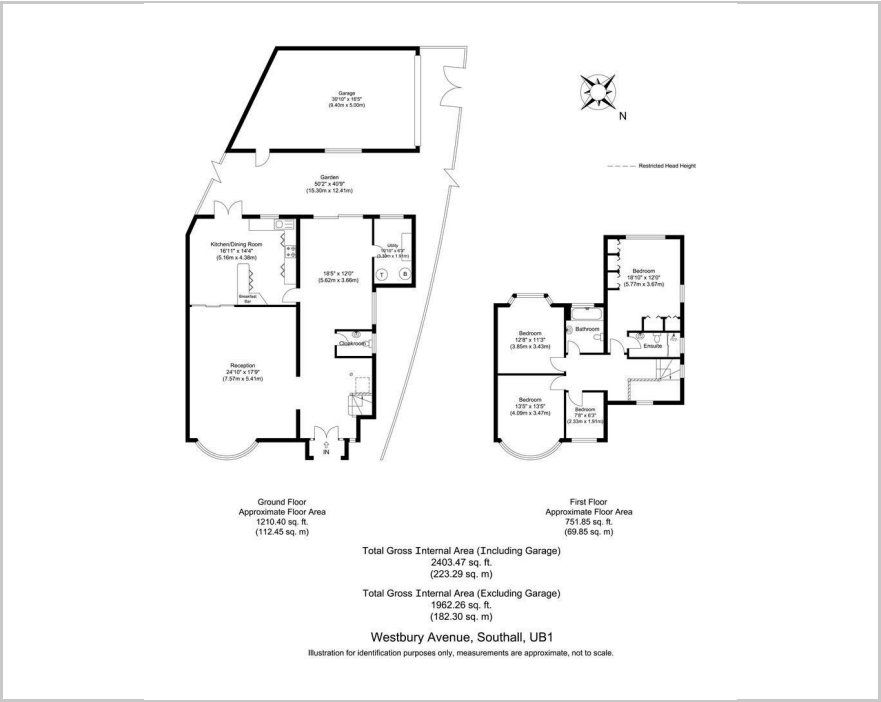 Garage
30'10" x 16'5"
(9.40m x 5.00m)
N
Restricted Head Height
Garden
50'2" x 40'9"
(15.30m x 12.41m)
Kitchen/Dining Room
16'11" x 14'4"
(5.16m x 4.38m)
Breakfast
Bar
18'5" x 12'0"
(5.62m x 3.66m)
Utility
T
B
Cloakroom
Reception
24'10" x 17'9"
(7.57m x 5.41m)
IN
Bedroom
18'10" x 12'0"
(5.77m x 3.67m)
Bedroom
12'8" x 11'3"
(3.85m x 3.43m)
Bathroom
Ensuite
Bedroom
13'5" x 13'5"
(4.09m x 3.47m)
Bedroom
7'8" x 6'3"
(2.33m x 1.91m)
Ground Floor
Approximate Floor Area
1210.40 sq. ft.
(112.45 sq. m)
First Floor
Approximate Floor Area
751.85 sq. ft.
(69.85 sq. m)
Total Gross Internal Area (Including Garage)
2403.47 sq. ft.
(223.29 sq. m)
Total Gross Internal Area (Excluding Garage)
1962.26 sq. ft.
(182.30 sq. m)
Westbury Avenue, Southall, UB1
Illustration for identification purposes only, measurements are approximate, not to scale.